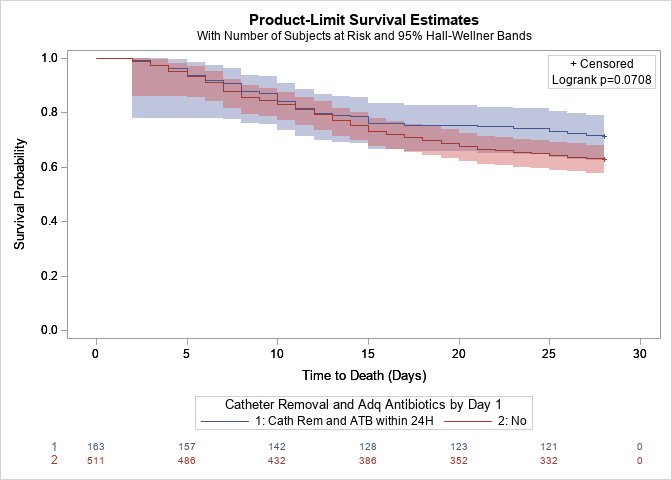 Product-Limit Survival Estimates
With Number of Subjects at Risk and 95% Hall-Wellner Bands
+ Censored
Logrank p=0.0708
1.0
0.8
0.6
0.4
0.2
0.0
Survival Probability
0 5 10 15 20 25 30
Time to Death (Days)
Catheter Removal and Adq Antibiotics by Day 1
1: Cath Rem and ATB within 24H 2: No
1 163 157 142 128 123 121 0
2 511 486 432 386 352 332 0